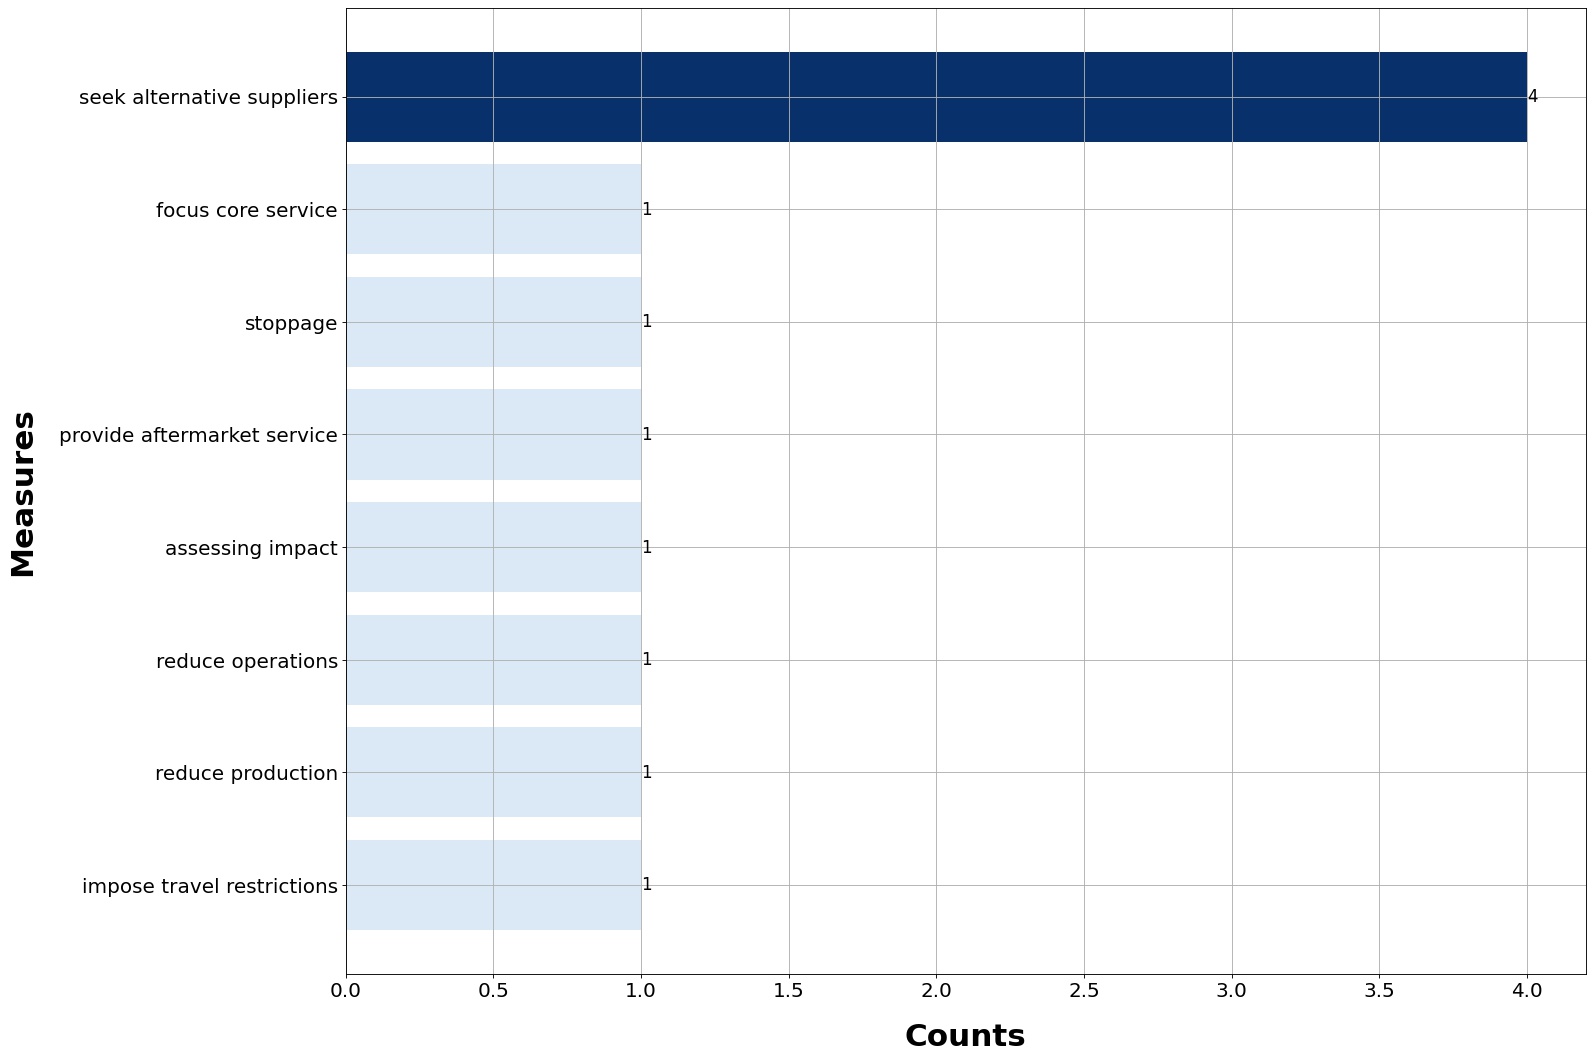 seek alternative suppliers
4
focus core service
1
stoppage
1
provide aftermarket service
1
assessing impact
1
reduce operations
1
reduce production
1
impose travel restrictions
1
Measures
0.0 0.5 1.0 1.5 2.0 2.5 3.0 3.5 4.0
Counts